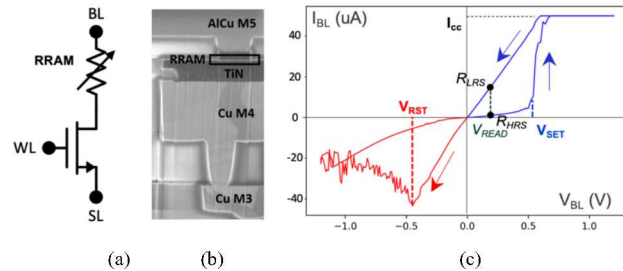 BL
RRAM
WL
SL
(a)
AlCu M5
RRAM
TiN
Cu M4
Cu M3
(b)
I_BL (uA)
I_cc
40
20
0
-20
-40
R_LRS
R_HRS
V_RST
V_READ
V_SET
V_BL (V)
-1.0
-0.5
0.0
0.5
1.0
(c)